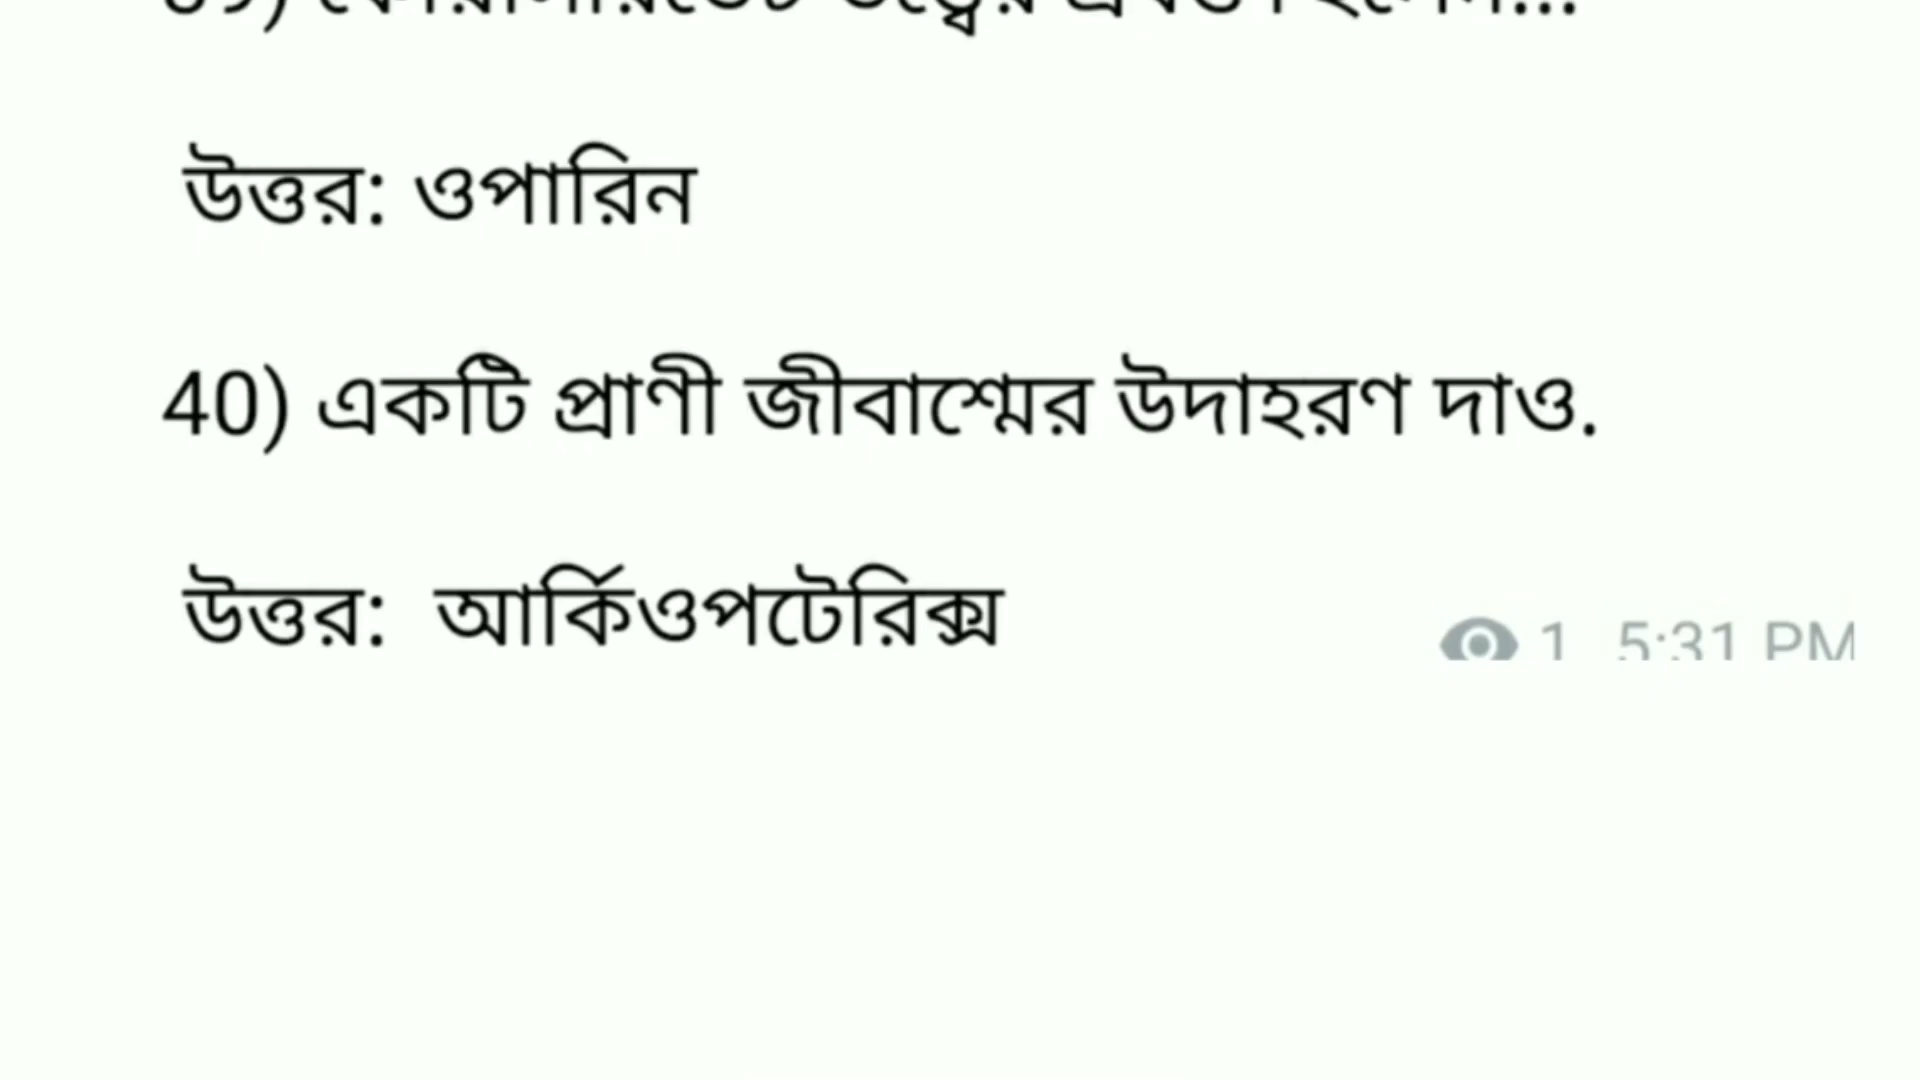 উত্তর: ওপারিন
40) একটি প্রাণী জীবাশ্মের উদাহরণ দাও.
উত্তর: আর্কিওপটেরিক্স
1 5:31 PM